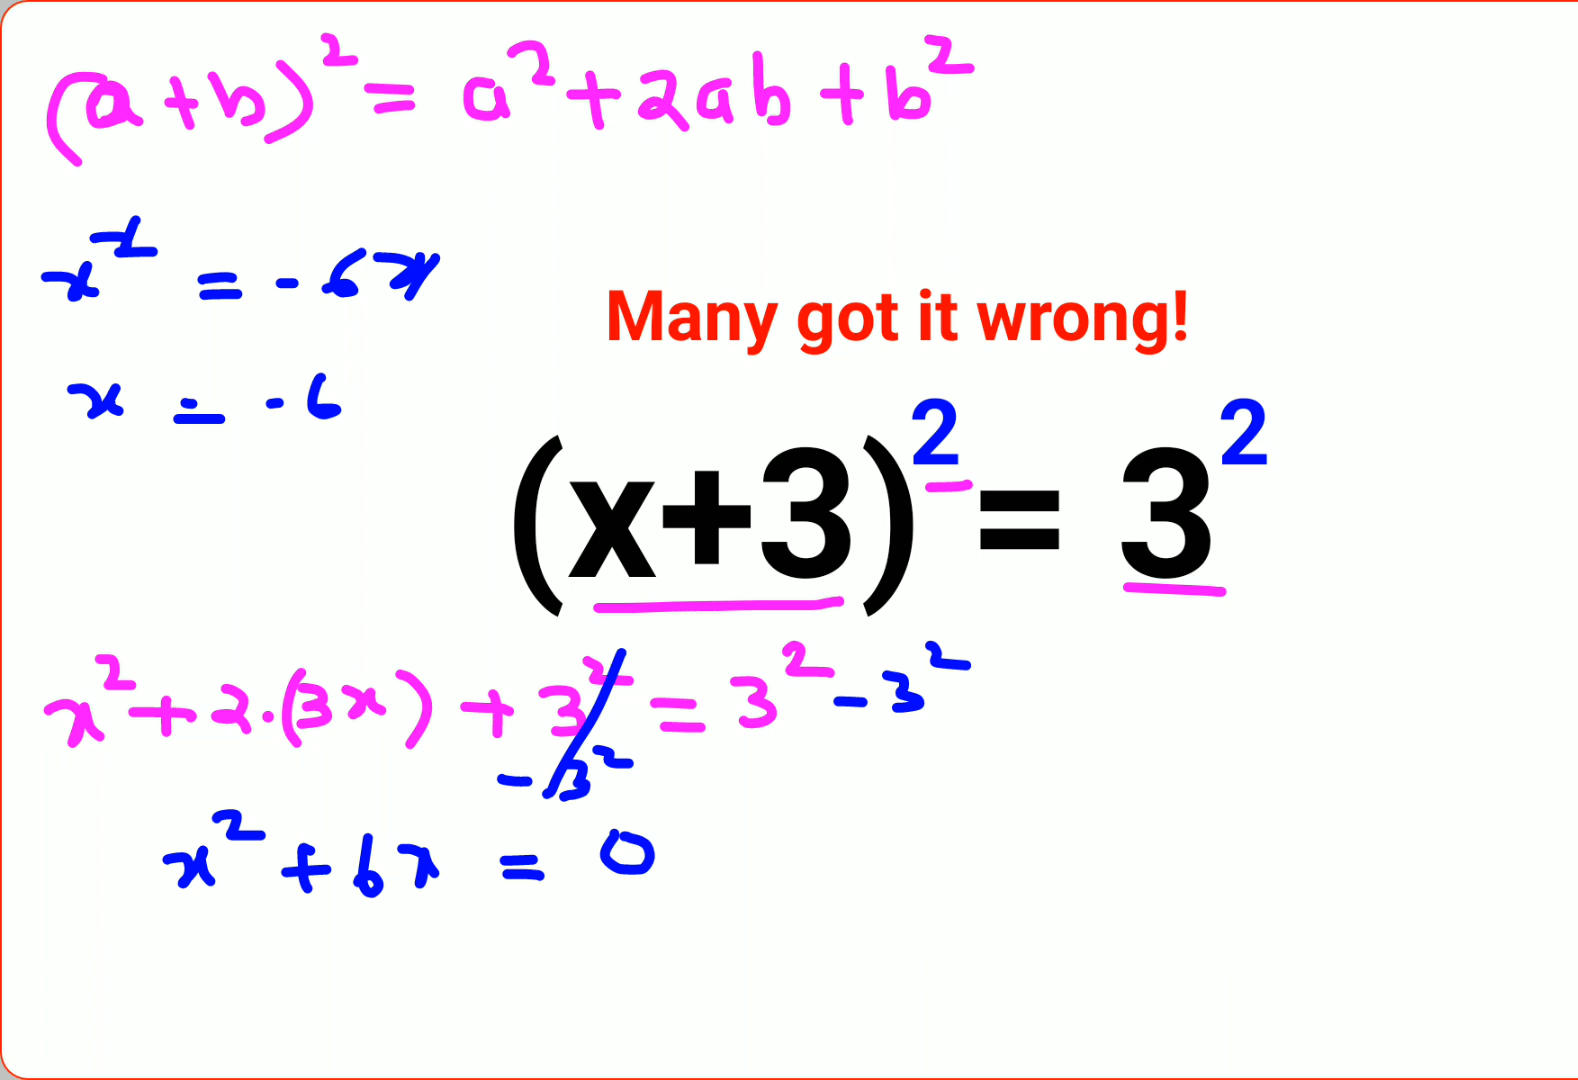 (a+b)² = a²+2ab+b²
x² = -6x
x = -6
Many got it wrong!
(x+3)² = 3²
x²+2·(3x)+3² = 3²-3²
-3²
x²+6x = 0